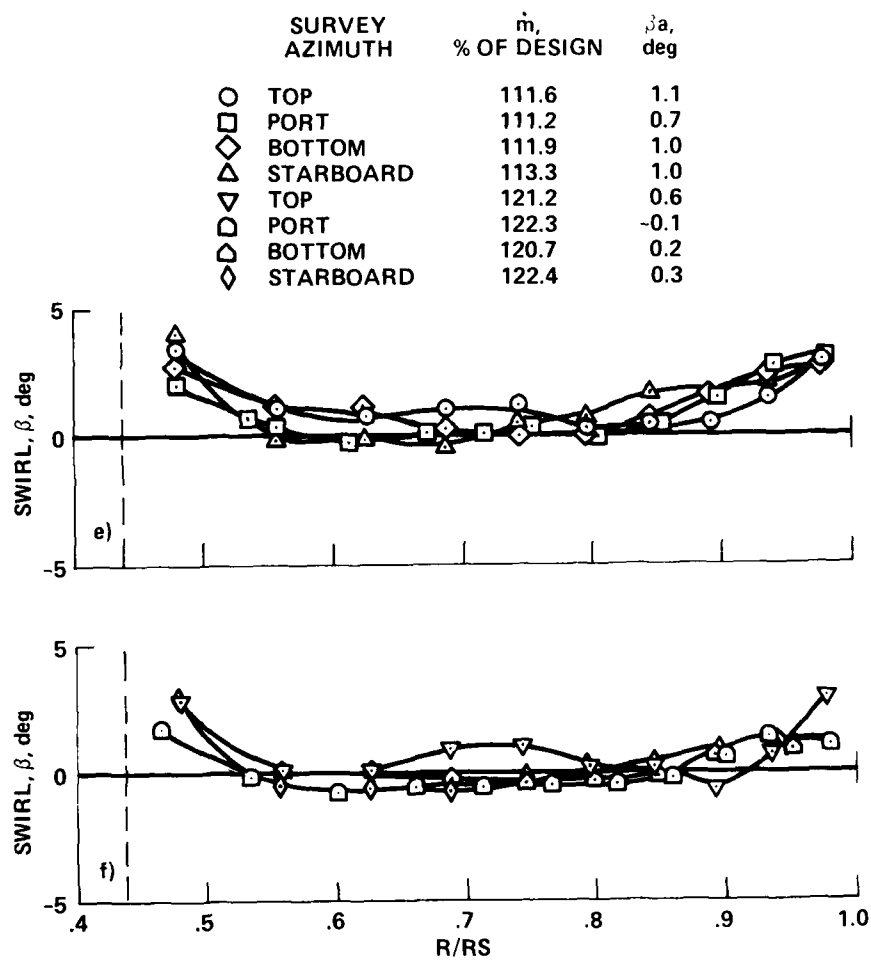 SURVEY AZIMUTH ṁ, % OF DESIGN βa, deg
TOP 111.6 1.1
PORT 111.2 0.7
BOTTOM 111.9 1.0
STARBOARD 113.3 1.0
TOP 121.2 0.6
PORT 122.3 -0.1
BOTTOM 120.7 0.2
STARBOARD 122.4 0.3
5
0
-5
SWIRL, β, deg
e)
5
0
-5
SWIRL, β, deg
f)
.4 .5 .6 .7 .8 .9 1.0
R/RS